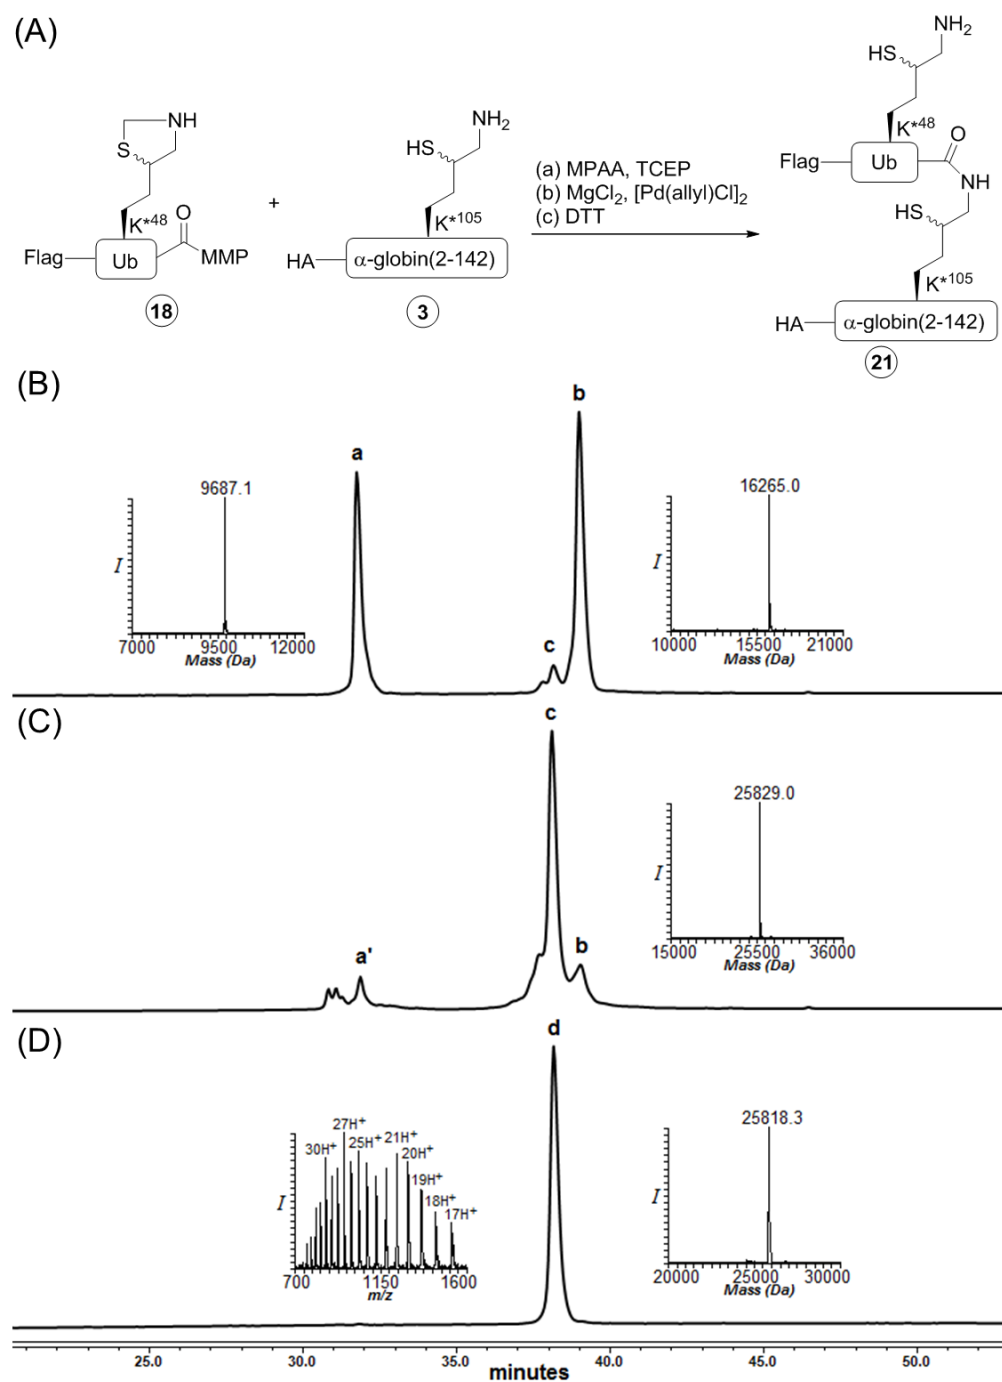 (A)
NH₂
HS
NH
S
NH₂
HS
K*⁴⁸
O
Flag
Ub
NH
(a) MPAA, TCEP
(b) MgCl₂, [Pd(allyl)Cl]₂
(c) DTT
+
K*⁴⁸
O
K*¹⁰⁵
HS
Flag
Ub
MMP
HA
α-globin(2-142)
K*¹⁰⁵
18
3
HA
α-globin(2-142)
21
(B)
b
a
9687.1
16265.0
I
I
7000 9500 12000
Mass (Da)
c
10000 15500 21000
Mass (Da)
(C)
c
25829.0
I
a'
b
15000 25500 36000
Mass (Da)
(D)
d
25818.3
27H⁺
30H⁺ 25H⁺ 21H⁺
20H⁺
19H⁺
18H⁺
17H⁺
I
I
700 1150 1600
m/z
20000 25000 30000
Mass (Da)
25.0 30.0 35.0 40.0 45.0 50.0
minutes